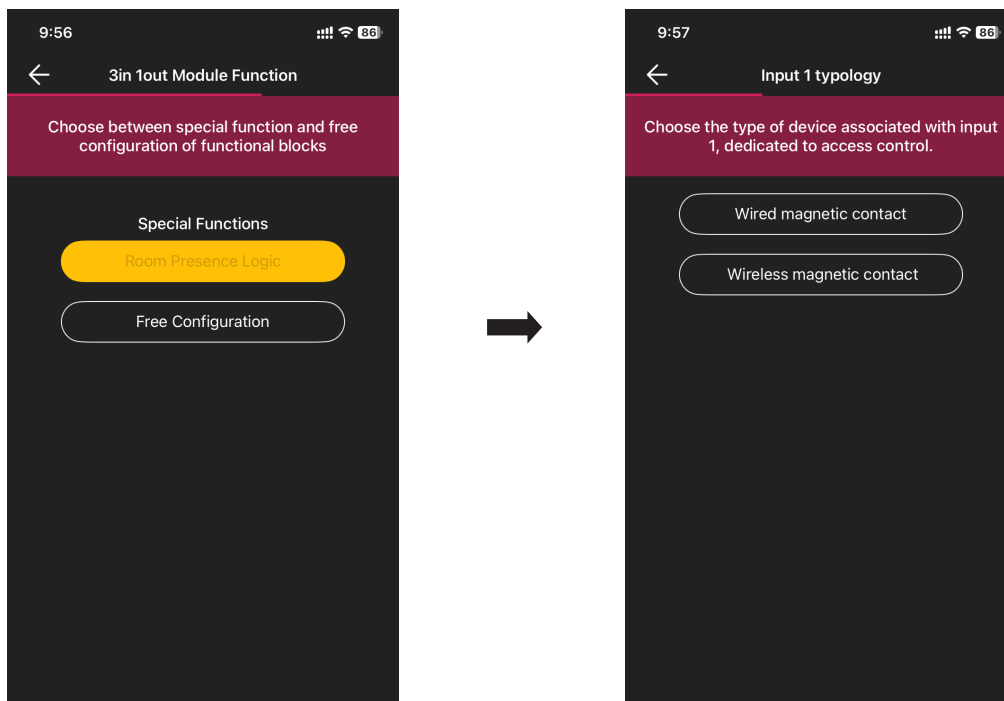 9:56
86
3in 1out Module Function
Choose between special function and free
configuration of functional blocks
Special Functions
Room Presence Logic
Free Configuration
9:57
86
Input 1 typology
Choose the type of device associated with input
1, dedicated to access control.
Wired magnetic contact
Wireless magnetic contact